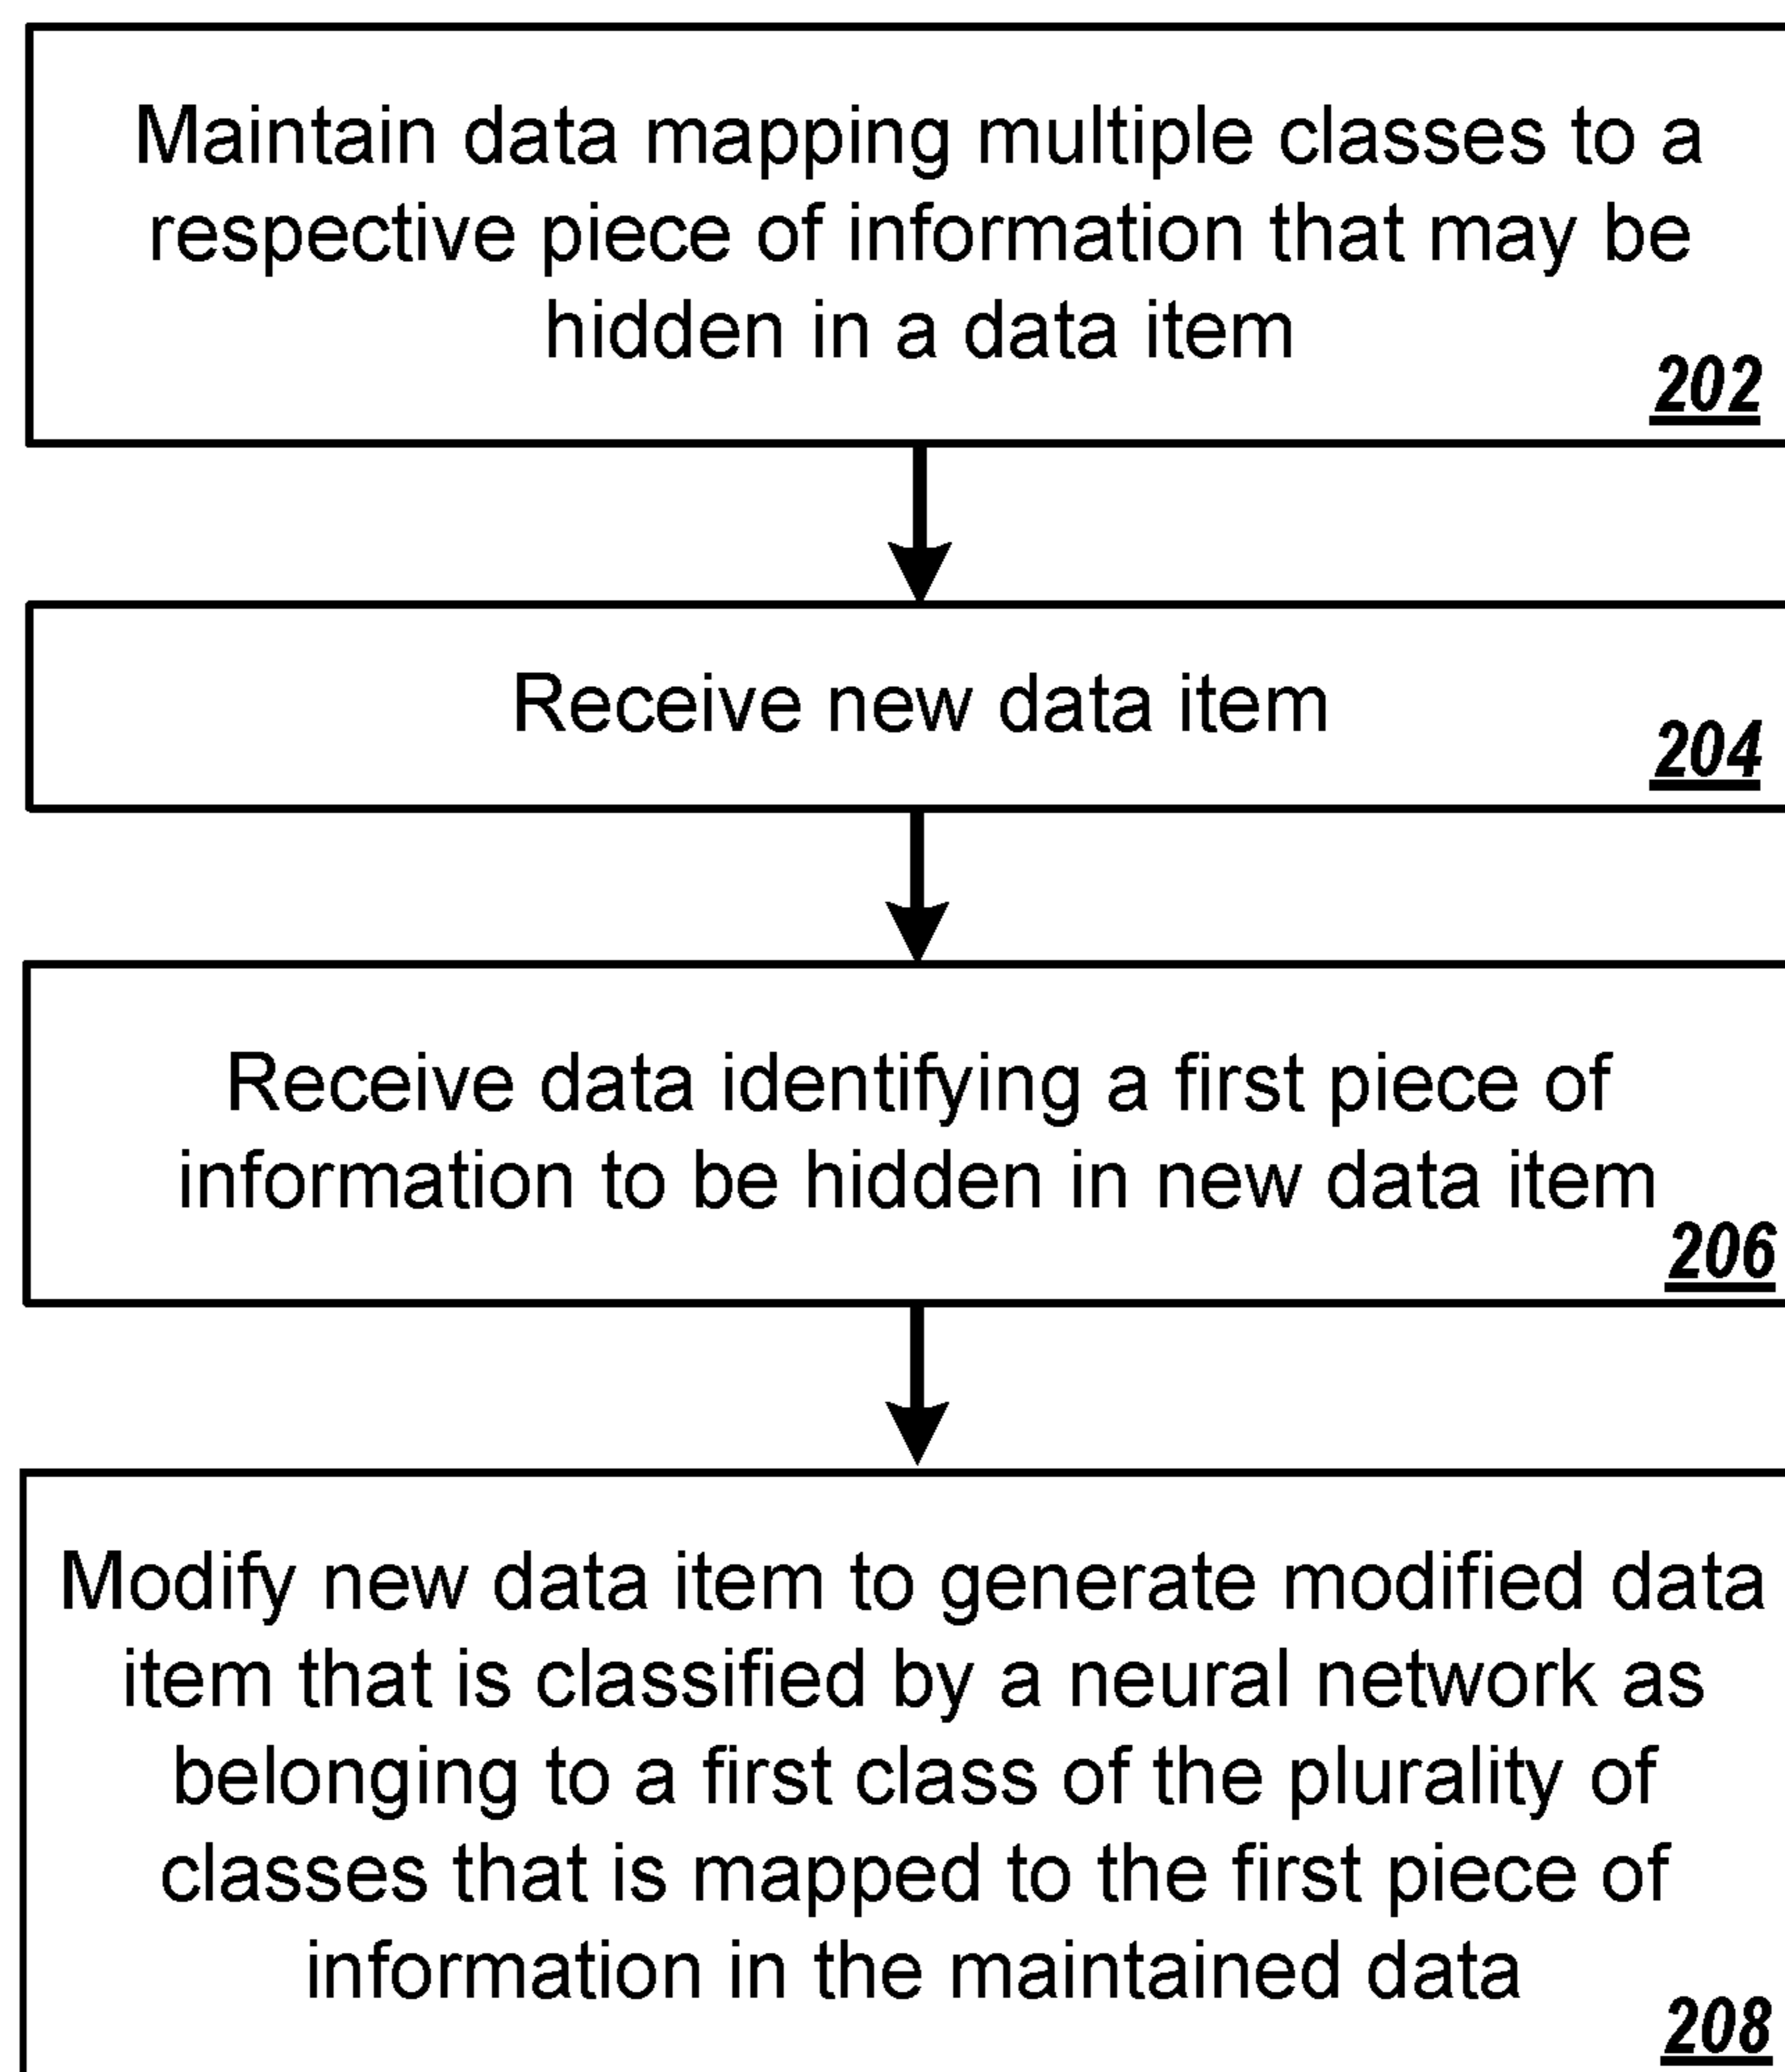 Maintain data mapping multiple classes to a
respective piece of information that may be
hidden in a data item
202
Receive new data item
204
Receive data identifying a first piece of
information to be hidden in new data item
206
Modify new data item to generate modified data
item that is classified by a neural network as
belonging to a first class of the plurality of
classes that is mapped to the first piece of
information in the maintained data
208